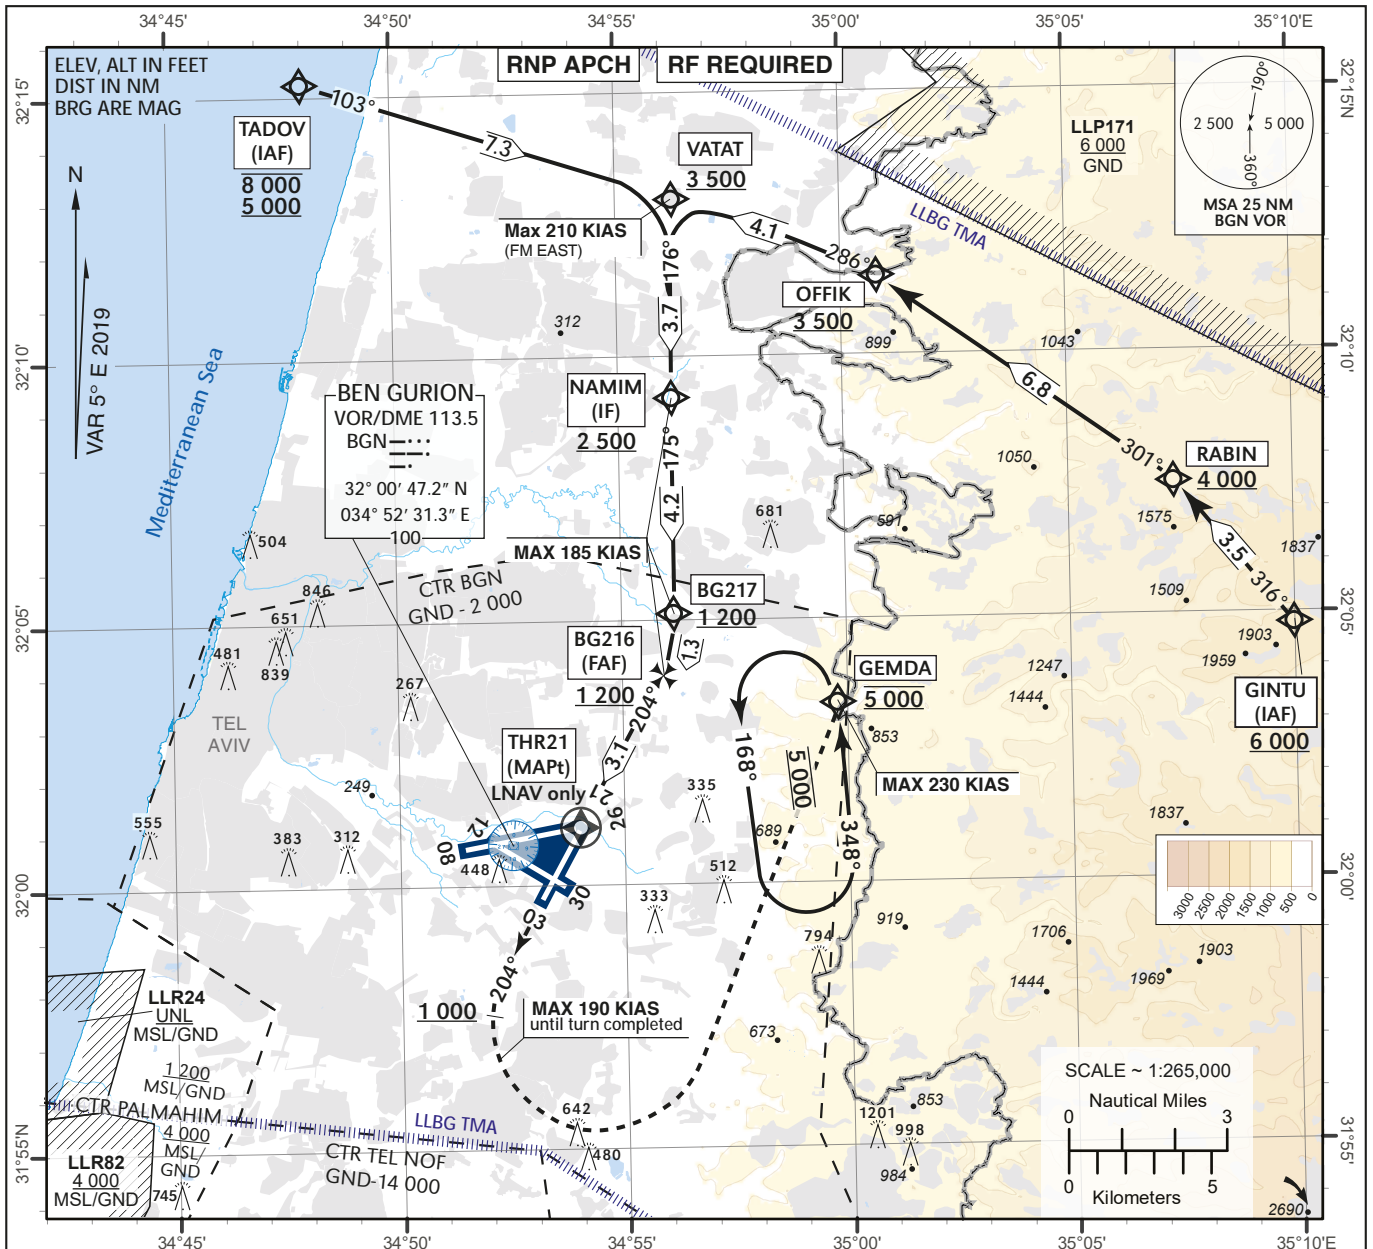 34°45'
34°50'
34°55'
35°00'
35°05'
35°10'E
ELEV, ALT IN FEET
DIST IN NM
BRG ARE MAG
RNP APCH
RF REQUIRED
32°15'
32°15'N
103°
TADOV
(IAF)
8 000
5 000
7.3
VATAT
3 500
LLP171
6 000
GND
190°
2 500
5 000
360°
MSA 25 NM
BGN VOR
N
VAR 5° E 2019
Max 210 KIAS
(FM EAST)
4.1
286°
LLBG TMA
176°
OFFIK
3 500
3.7
312
899
1043
32°10'
32°10'
Mediterranean Sea
BEN GURION
VOR/DME 113.5
BGN
32° 00' 47.2" N
034° 52' 31.3" E
100
NAMIM
(IF)
2 500
6.8
175°
4.2
1050
301°
RABIN
4 000
504
681
591
1575
3.5
1837
MAX 185 KIAS
CTR BGN
GND - 2 000
BG217
1 200
316°
1509
846
651
481
839
32°05'
32°05'
BG216
(FAF)
1 200
1.3
GEMDA
5 000
1903
1959
1247
1444
GINTU
(IAF)
6 000
267
204°
TEL
AVIV
853
THR21
(MAPt)
LNAV only
3.1
168°
5 000
MAX 230 KIAS
249
335
26
12
555
383
312
08
448
689
348°
1837
512
30
03
333
32°00'
32°00'
3000
2500
2000
1500
1000
500
0
919
794
1706
1903
1969
1444
204°
LLR24
UNL
MSL/GND
1 000
MAX 190 KIAS
until turn completed
673
1 200
MSL/GND
SCALE ~ 1:265,000
Nautical Miles
0
3
0
5
Kilometers
CTR PALMAHIM
4 000
MSL/
GND
LLBG TMA
642
480
CTR TEL NOF
GND-14 000
853
1201
998
984
31°55'N
31°55'
LLR82
4 000
MSL/GND
745
2690
34°45'
34°50'
34°55'
35°00'
35°05'
35°10'E